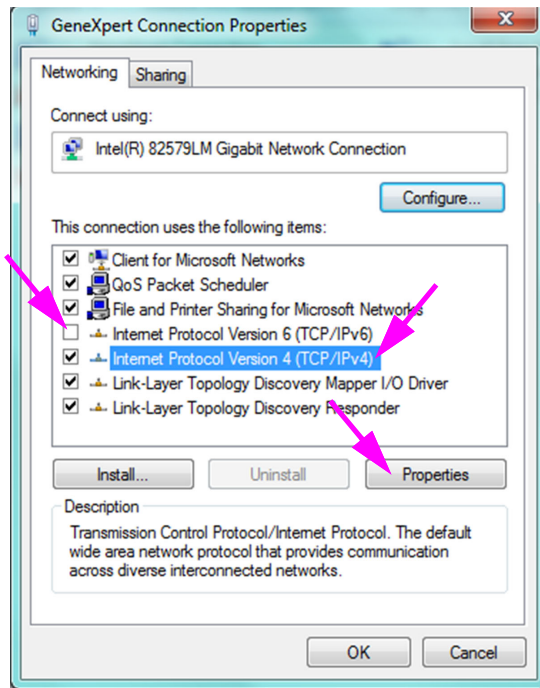 GeneXpert Connection Properties
Networking
Sharing
Connect using:
Intel(R) 82579LM Gigabit Network Connection
Configure...
This connection uses the following items:
Client for Microsoft Networks
QoS Packet Scheduler
File and Printer Sharing for Microsoft Networks
Internet Protocol Version 6 (TCP/IPv6)
Internet Protocol Version 4 (TCP/IPv4)
Link-Layer Topology Discovery Mapper I/O Driver
Link-Layer Topology Discovery Responder
Install...
Uninstall
Properties
Description
Transmission Control Protocol/Internet Protocol. The default
wide area network protocol that provides communication
across diverse interconnected networks.
OK
Cancel